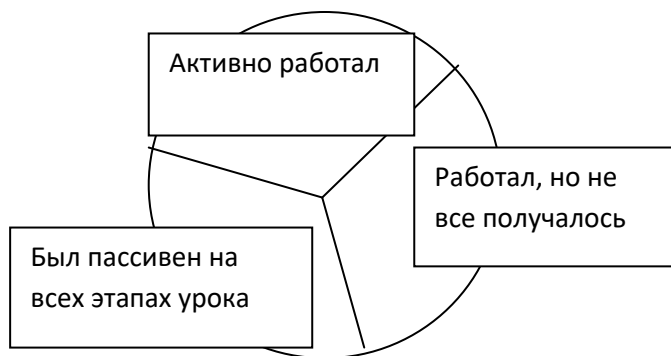 Активно работал
Работал, но не
все получалось
Был пассивен на
всех этапах урока